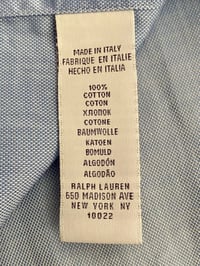 MADE IN ITALY
FABRIQUE EN ITALIE
HECHO EN ITALIA
100%
COTTON
COTON
ХЛОПОК
COTONE
BAUMWOLLE
KATOEN
BOMULD
ALGODÓN
ALGODÃO
RALPH LAUREN
650 MADISON AVE
NEW YORK NY
10022